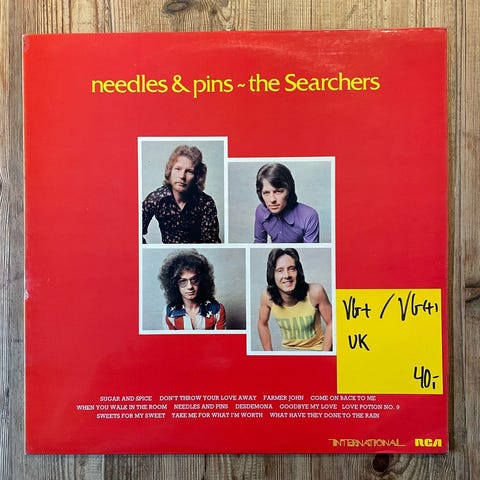 needles & pins ~ the Searchers
VG+ / VG(+)
UK
40,-
SUGAR AND SPICE DON'T THROW YOUR LOVE AWAY FARMER JOHN COME ON BACK TO ME
WHEN YOU WALK IN THE ROOM NEEDLES AND PINS DESDEMONA GOODBYE MY LOVE LOVE POTION NO. 9
SWEETS FOR MY SWEET TAKE ME FOR WHAT I'M WORTH WHAT HAVE THEY DONE TO THE RAIN
INTERNATIONAL RCA